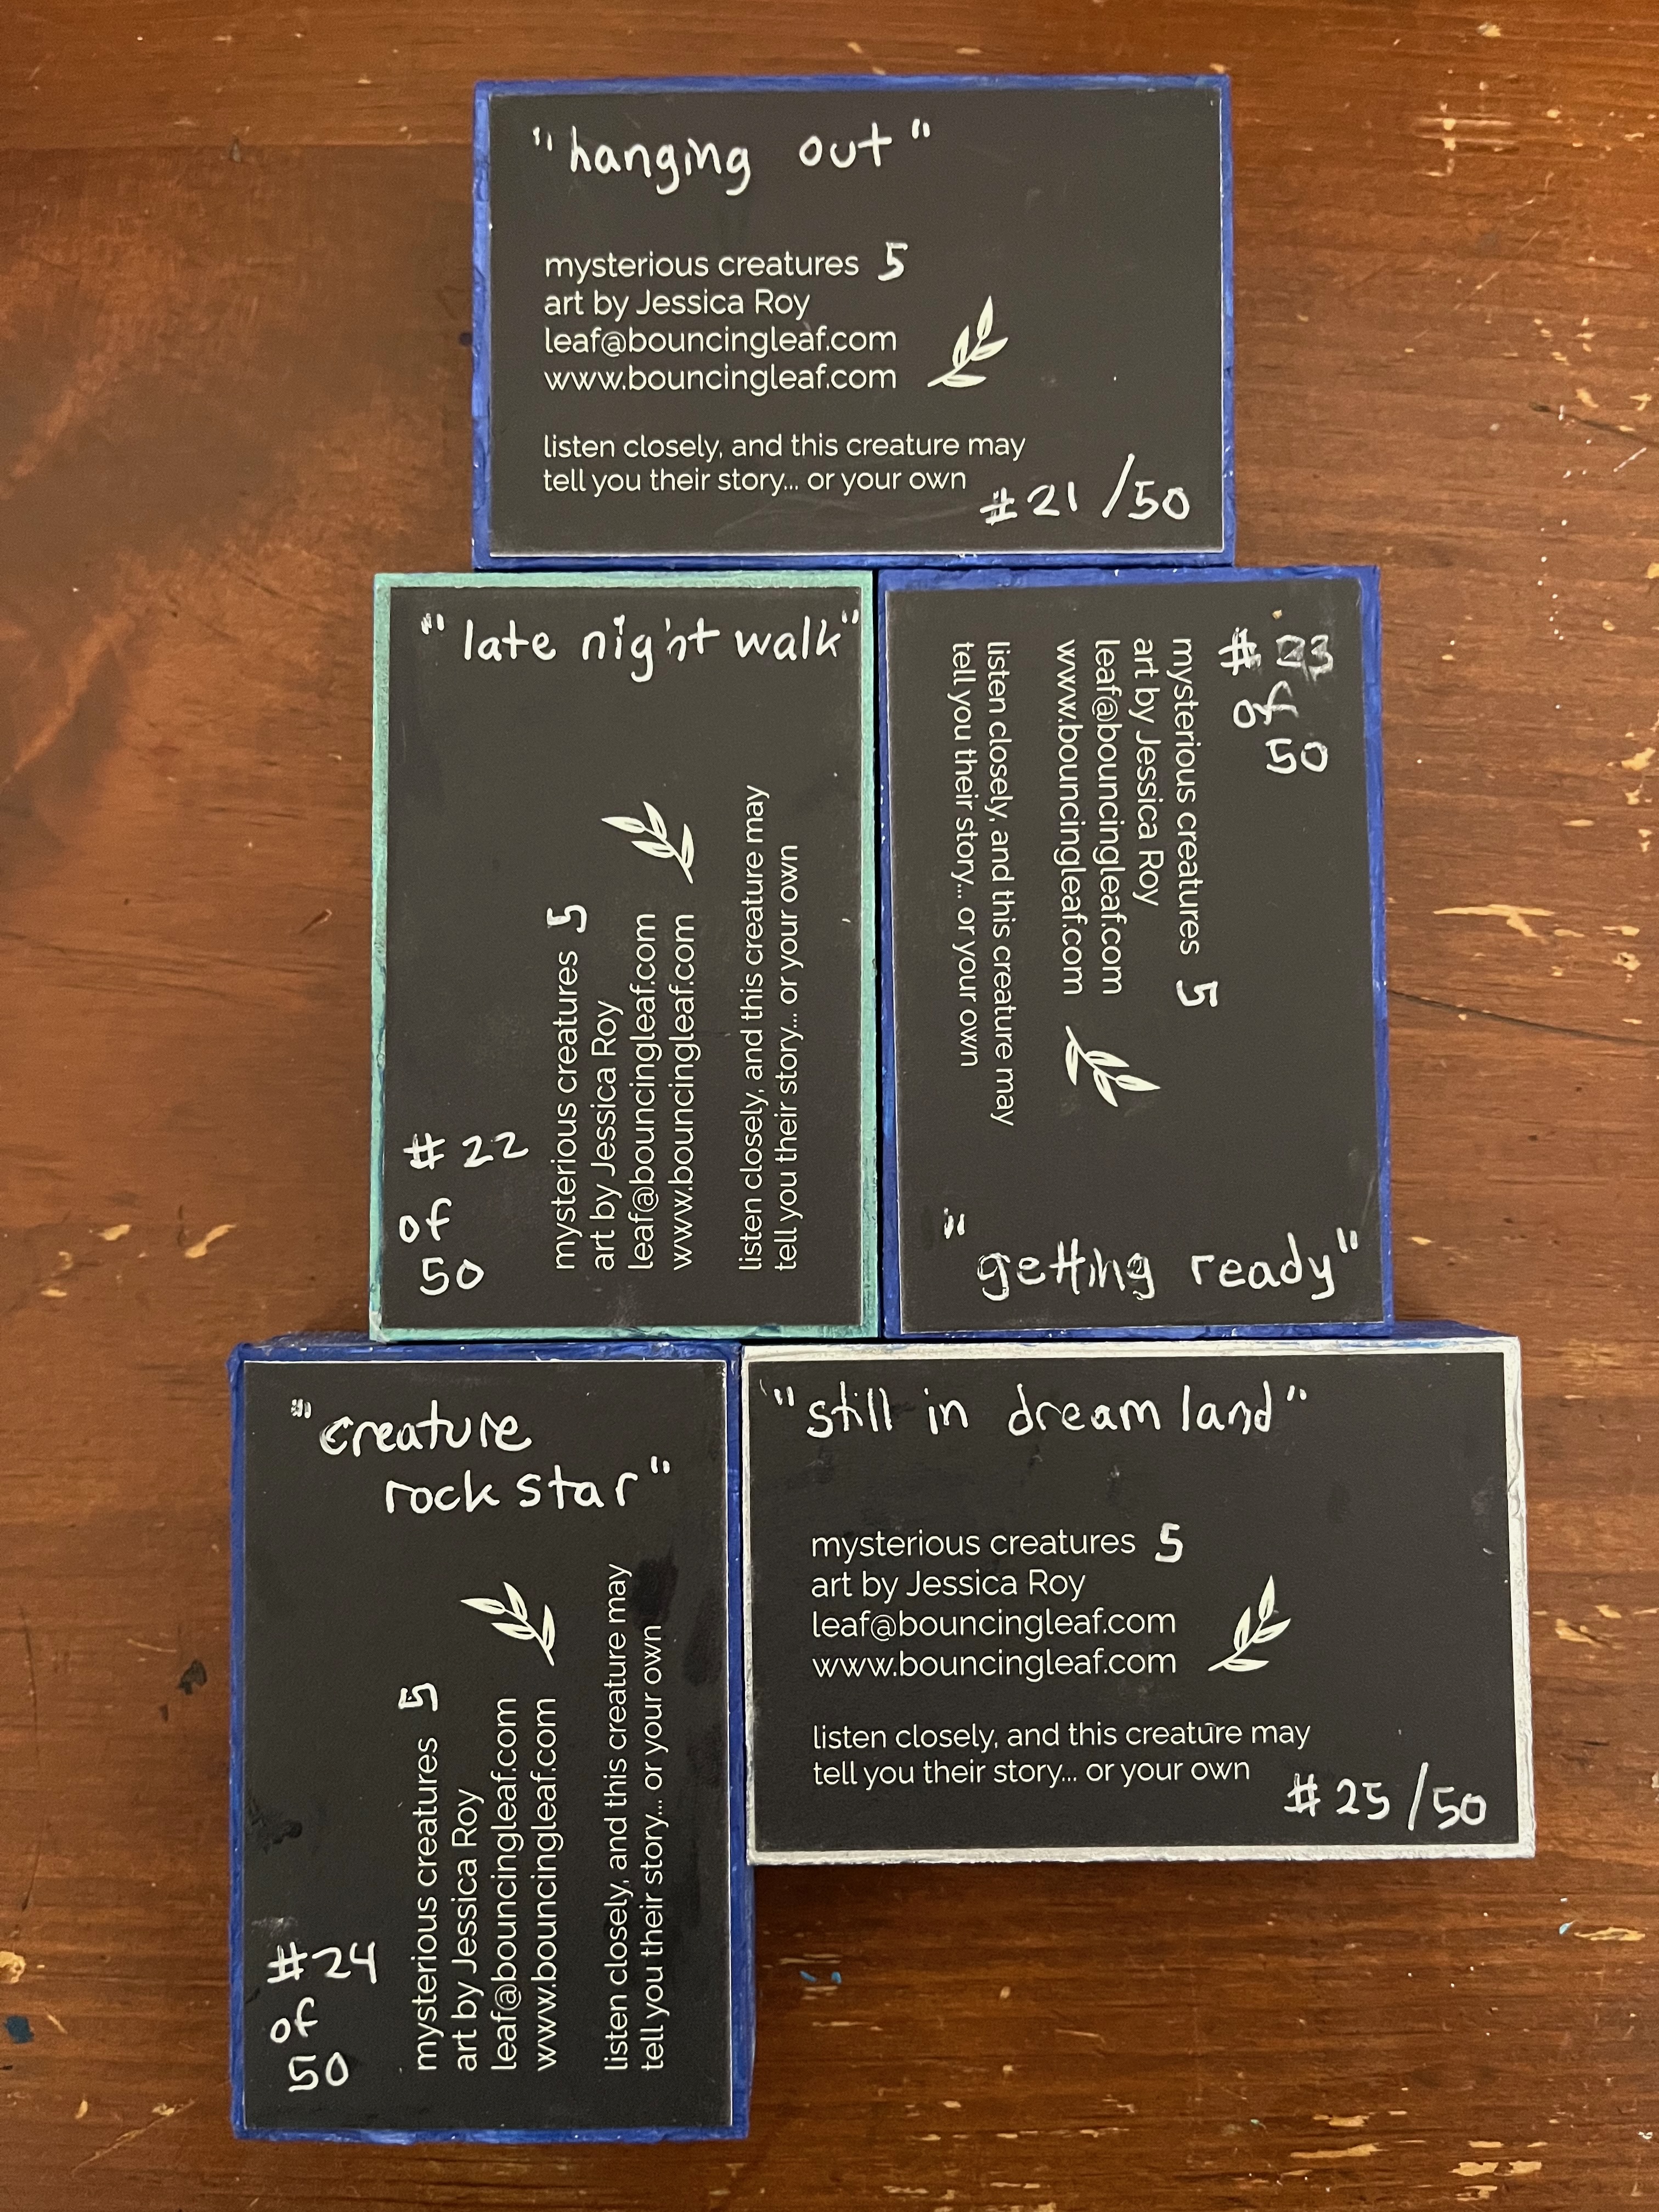 "hanging out"
mysterious creatures 5
art by Jessica Roy
leaf@bouncingleaf.com
www.bouncingleaf.com
listen closely, and this creature may
tell you their story... or your own
#21/50
"late night walk"
mysterious creatures 5
art by Jessica Roy
leaf@bouncingleaf.com
www.bouncingleaf.com
listen closely, and this creature may
tell you their story... or your own
#22
of
50
#
of
50
mysterious creatures 5
art by Jessica Roy
leaf@bouncingleaf.com
www.bouncingleaf.com
listen closely, and this creature may
tell you their story... or your own
"getting ready"
"creature
rock star"
mysterious creatures 5
art by Jessica Roy
leaf@bouncingleaf.com
www.bouncingleaf.com
listen closely, and this creature may
tell you their story... or your own
#24
of
50
"still in dream land"
mysterious creatures 5
art by Jessica Roy
leaf@bouncingleaf.com
www.bouncingleaf.com
listen closely, and this creature may
tell you their story... or your own
#25/50